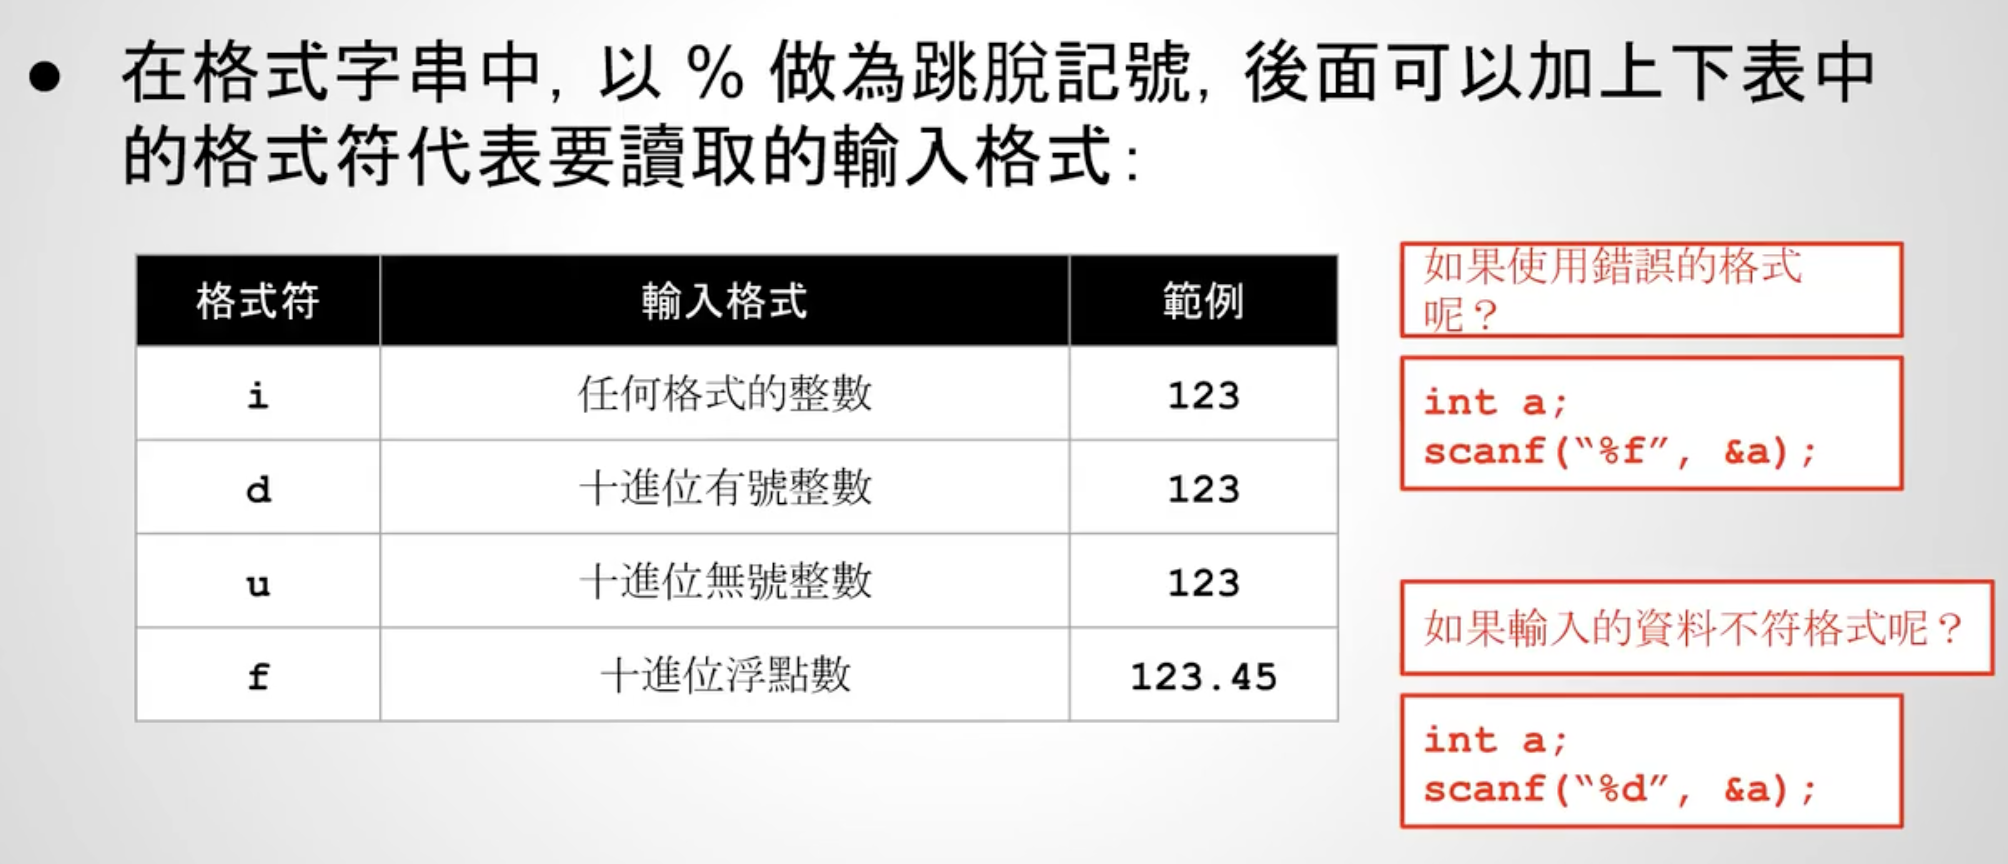 ● 在格式字串中, 以 % 做為跳脫記號, 後面可以加上下表中
的格式符代表要讀取的輸入格式:
格式符 輸入格式 範例
i 任何格式的整數 123
d 十進位有號整數 123
u 十進位無號整數 123
f 十進位浮點數 123.45
如果使用錯誤的格式
呢？
int a;
scanf(“%f”, &a);
如果輸入的資料不符格式呢？
int a;
scanf(“%d”, &a);